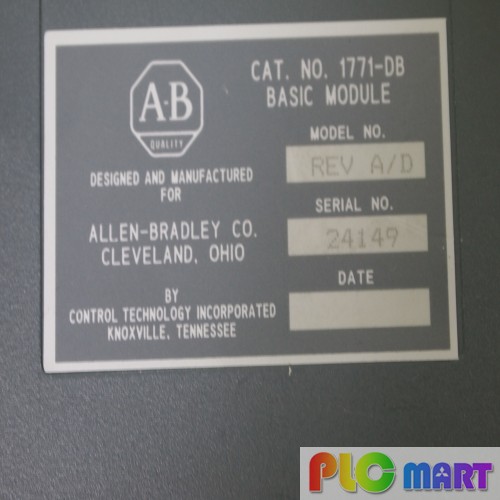 A-B
QUALITY
DESIGNED AND MANUFACTURED
FOR
ALLEN-BRADLEY CO.
CLEVELAND, OHIO
BY
CONTROL TECHNOLOGY INCORPORATED
KNOXVILLE, TENNESSEE
CAT. NO. 1771-DB
BASIC MODULE
MODEL NO.
REV A/D
SERIAL NO.
24149
DATE
PLC MART